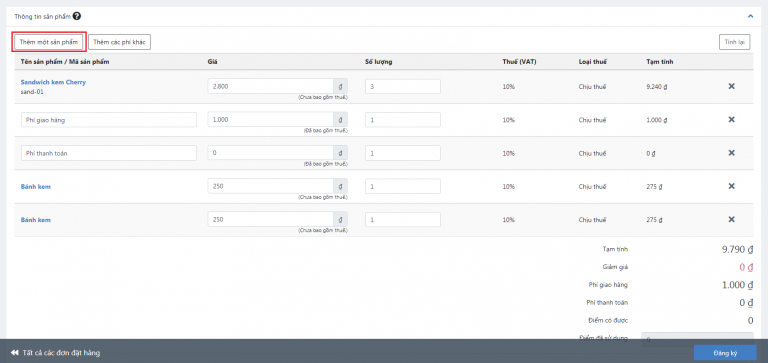 Thông tin sản phẩm ?
Thêm một sản phẩm Thêm các phí khác Tính lại
Tên sản phẩm / Mã sản phẩm Giá Số lượng Thuế (VAT) Loại thuế Tạm tính
Sandwich kem Cherry 2.800 ₫ 3 10% Chịu thuế 9.240 ₫
sand-01
(Chưa bao gồm thuế)
Phí giao hàng 1.000 ₫ 1 10% Chịu thuế 1.000 ₫
(Đã bao gồm thuế)
Phí thanh toán 0 ₫ 1 10% Chịu thuế 0 ₫
(Đã bao gồm thuế)
Bánh kem 250 ₫ 1 10% Chịu thuế 275 ₫
(Chưa bao gồm thuế)
Bánh kem 250 ₫ 1 10% Chịu thuế 275 ₫
(Chưa bao gồm thuế)
Tạm tính 9.790 ₫
Giảm giá 0 ₫
Phí giao hàng 1.000 ₫
Phí thanh toán 0 ₫
Điểm có được 0
Điểm đã sử dụng 0
Tất cả các đơn đặt hàng Đăng ký